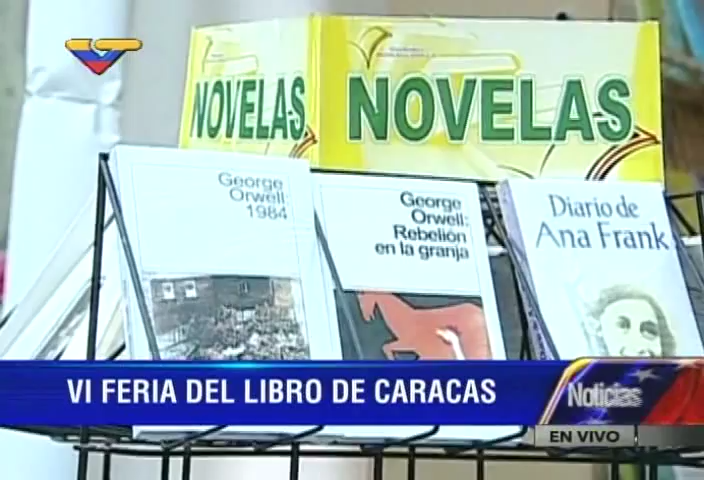 NOVELAS
NOVELAS
George
Orwell:
1984
George
Orwell:
Rebelión
en la granja
Diario de
Ana Frank
VI FERIA DEL LIBRO DE CARACAS
Noticias
EN VIVO